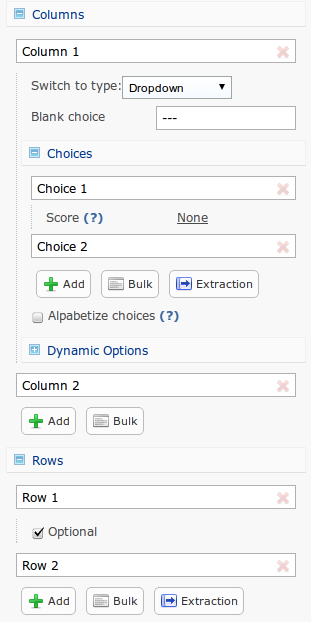 Columns
Column 1
Switch to type: Dropdown
Blank choice ---
Choices
Choice 1
Score (?) None
Choice 2
Add Bulk Extraction
Alpabetize choices (?)
Dynamic Options
Column 2
Add Bulk
Rows
Row 1
Optional
Row 2
Add Bulk Extraction